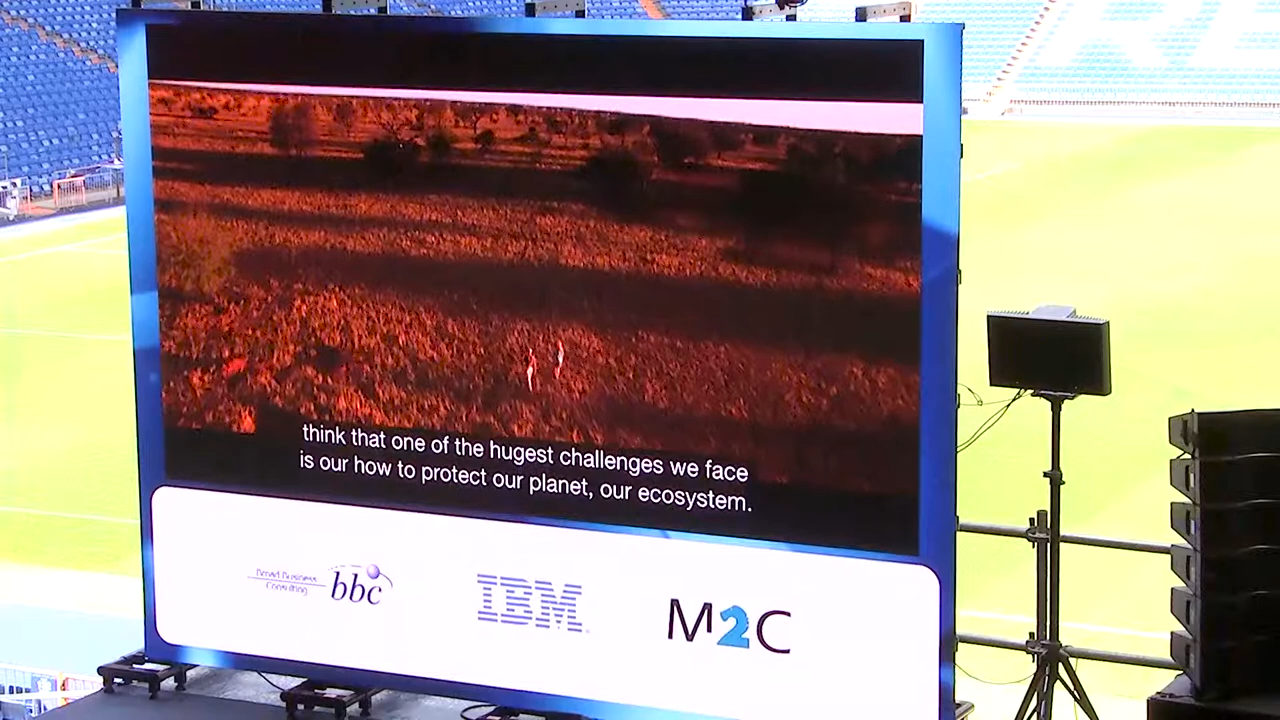 think that one of the hugest challenges we face
is our how to protect our planet, our ecosystem.
Broad Business
Consulting
bbc
IBM
M2C